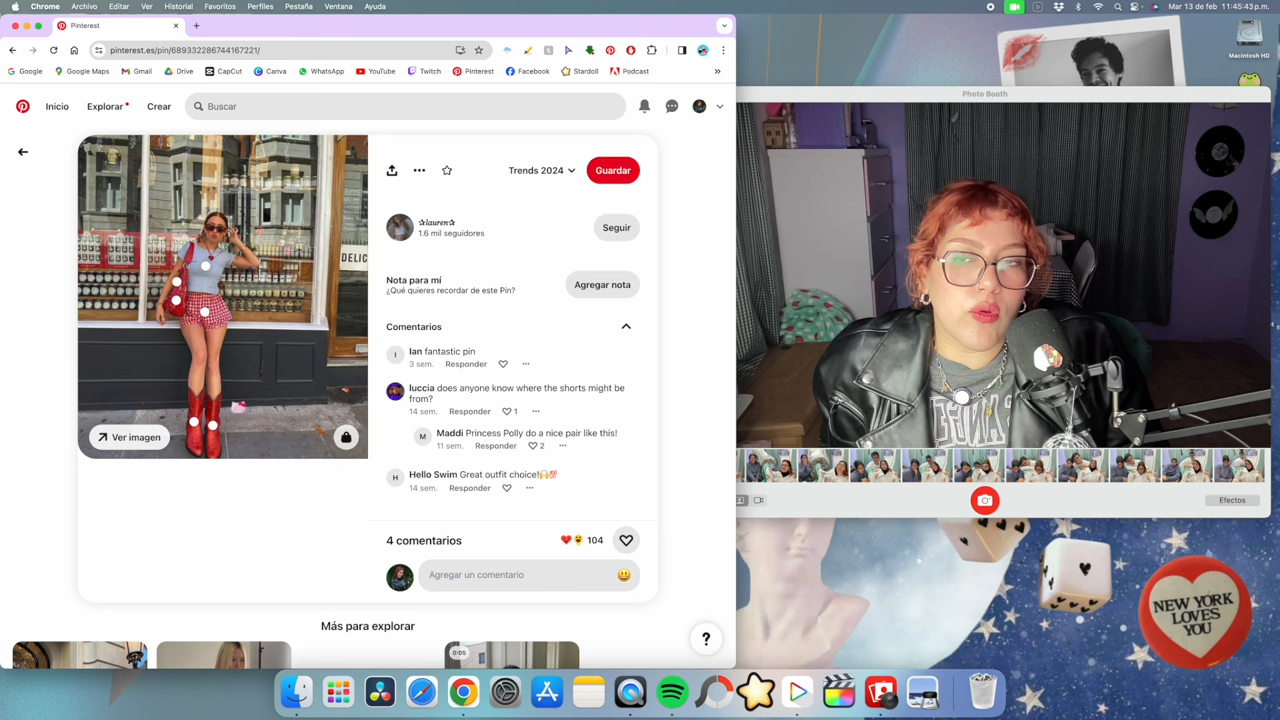 Chrome Archivo Editar Ver Historial Favoritos Perfiles Pestaña Ventana Ayuda
Mar 13 de feb 11:45:43 p.m.
Pinterest
pinterest.es/pin/689332286744167221/
Google Google Maps Gmail Drive CapCut Canva WhatsApp YouTube Twitch Pinterest Facebook Stardoll Podcast »
Inicio Explorar Crear Buscar
Trends 2024 Guardar
✰lauren✰
1.6 mil seguidores
Seguir
Nota para mí
¿Qué quieres recordar de este Pin?
Agregar nota
Comentarios
I Ian fantastic pin
3 sem. Responder
luccia does anyone know where the shorts might be
from?
14 sem. Responder 1
M Maddi Princess Polly do a nice pair like this!
11 sem. Responder 2
H Hello Swim Great outfit choice!🙌💯
14 sem. Responder
DELIC
Ver imagen
4 comentarios
104
Agregar un comentario
Más para explorar
0:05
?
Macintosh HD
Photo Booth
Efectos
NEW YORK
LOVES
YOU